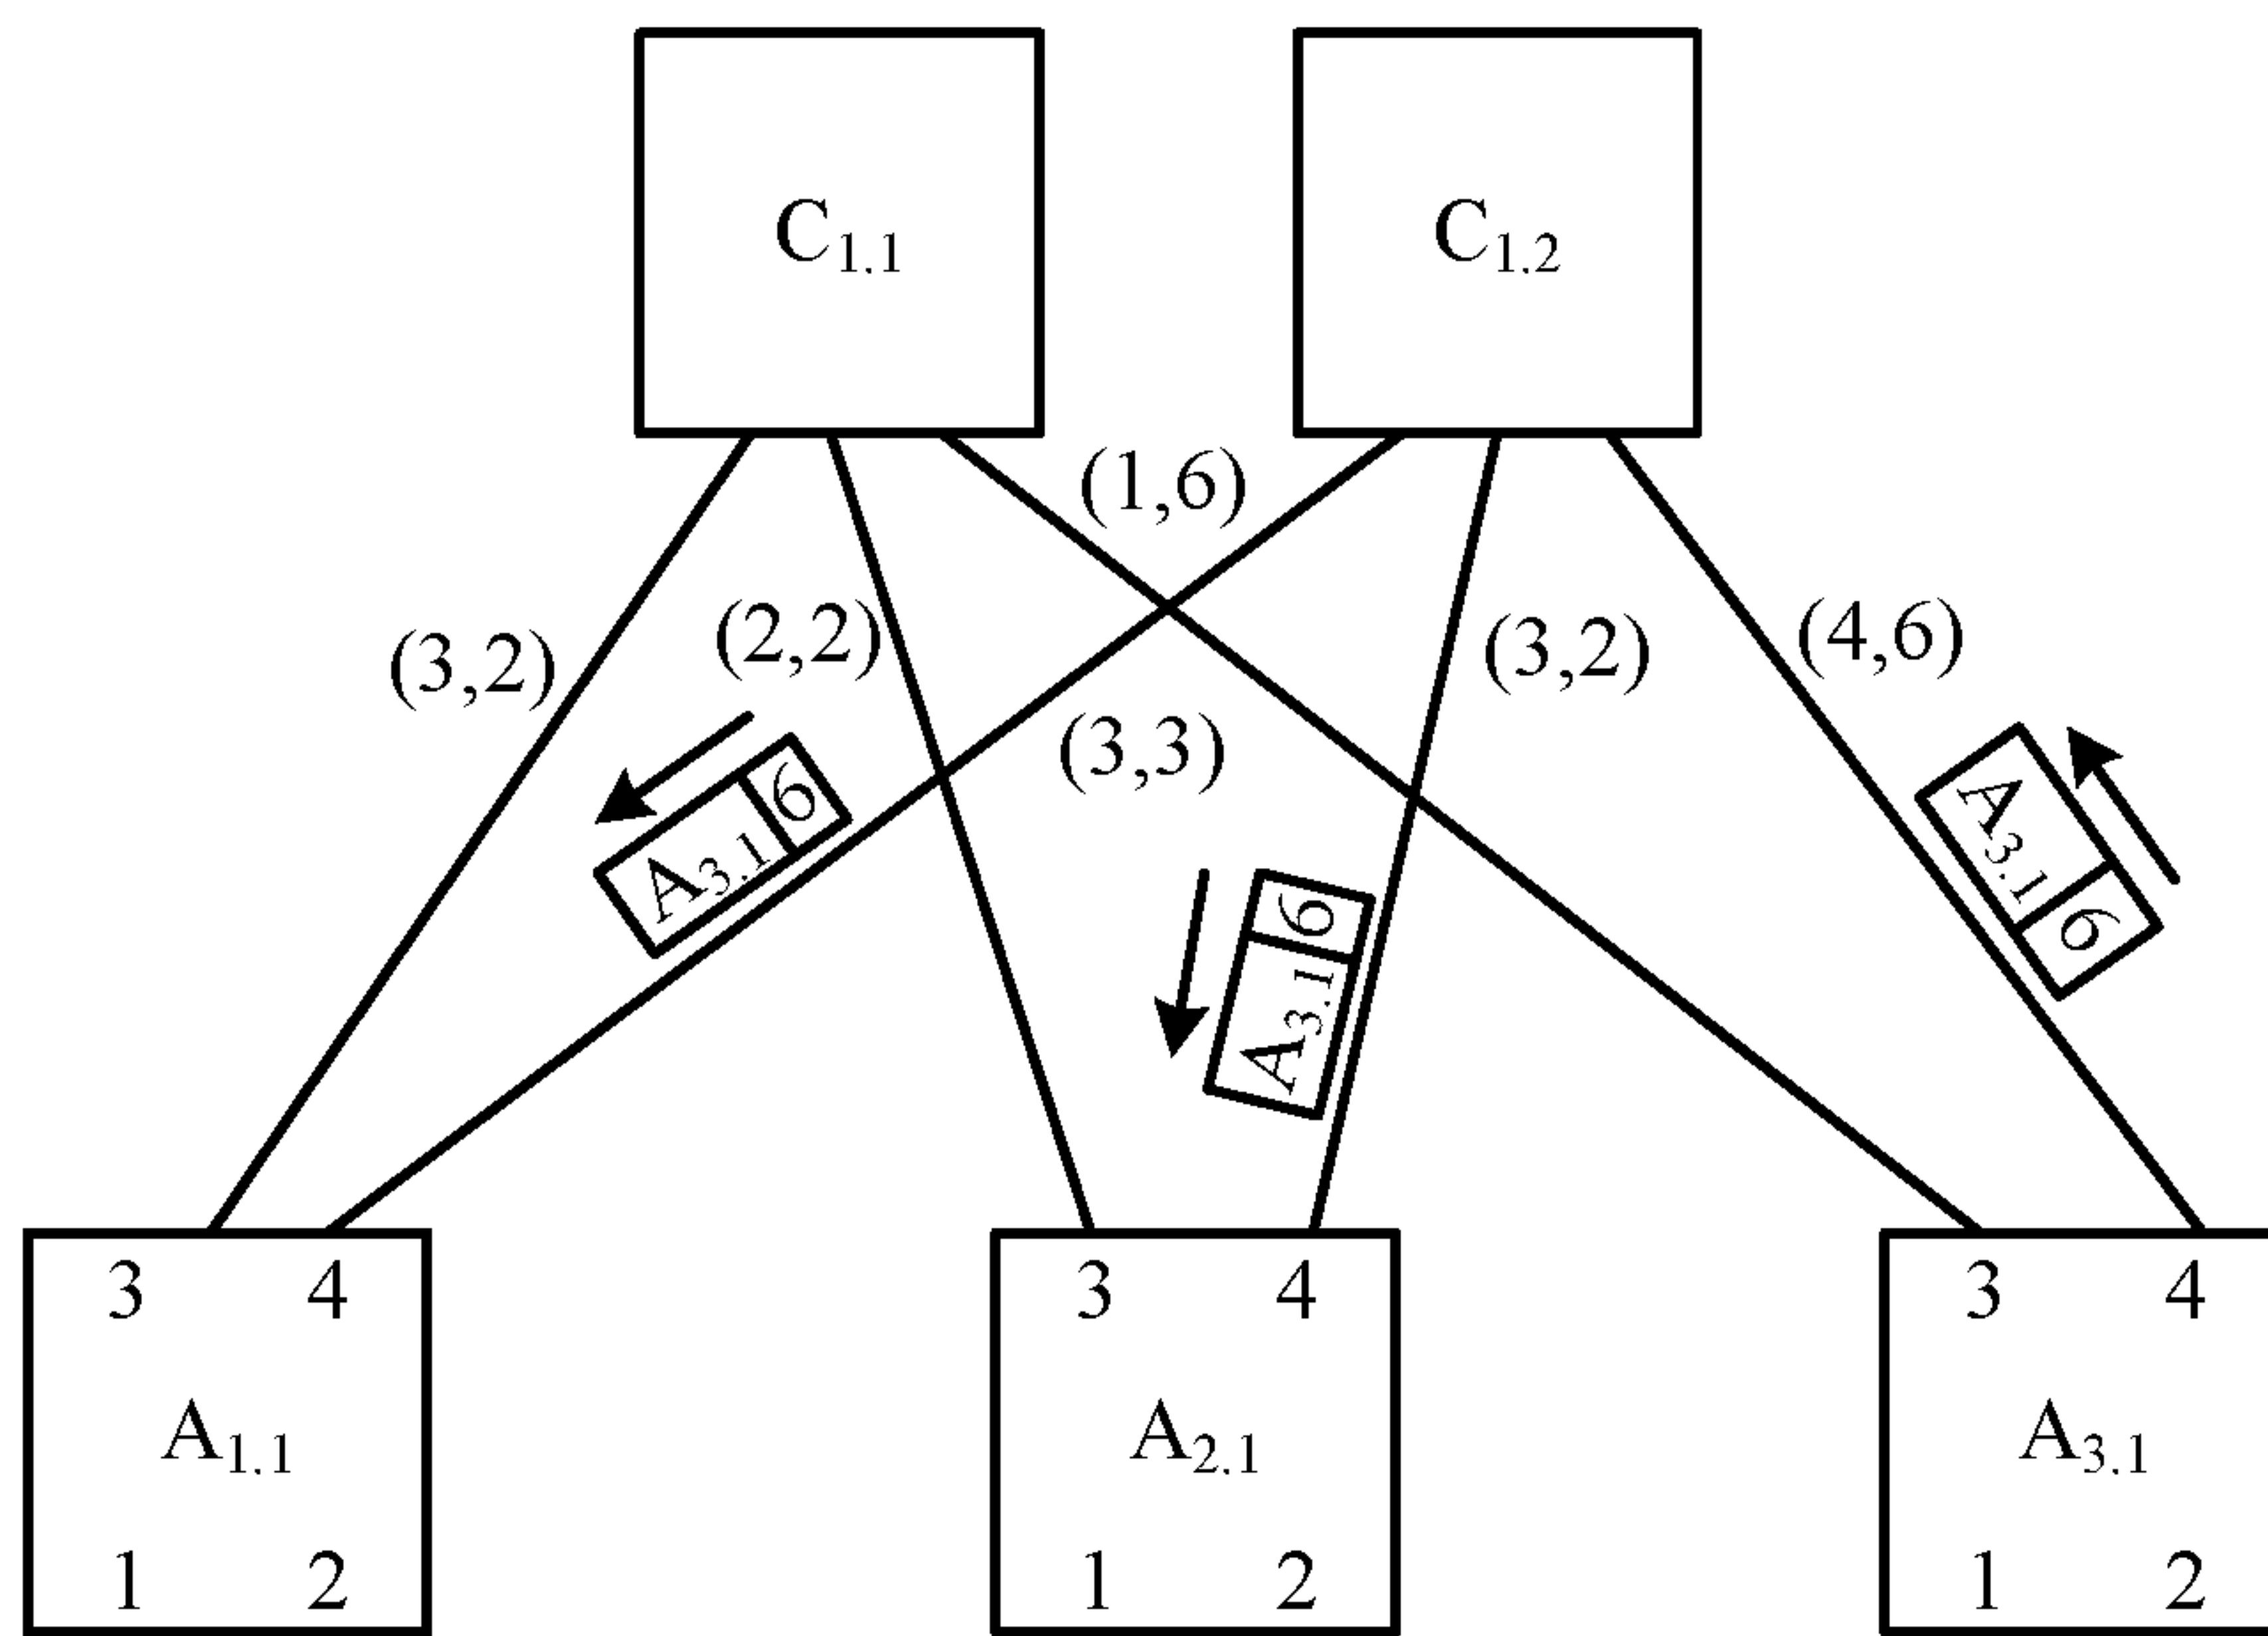 C1.1
C1.2
(1,6)
(3,2)
(2,2)
(3,3)
(3,2)
(4,6)
A3.1 6
A3.1 6
A3.1 6
3 4
A1.1
1 2
3 4
A2.1
1 2
3 4
A3.1
1 2